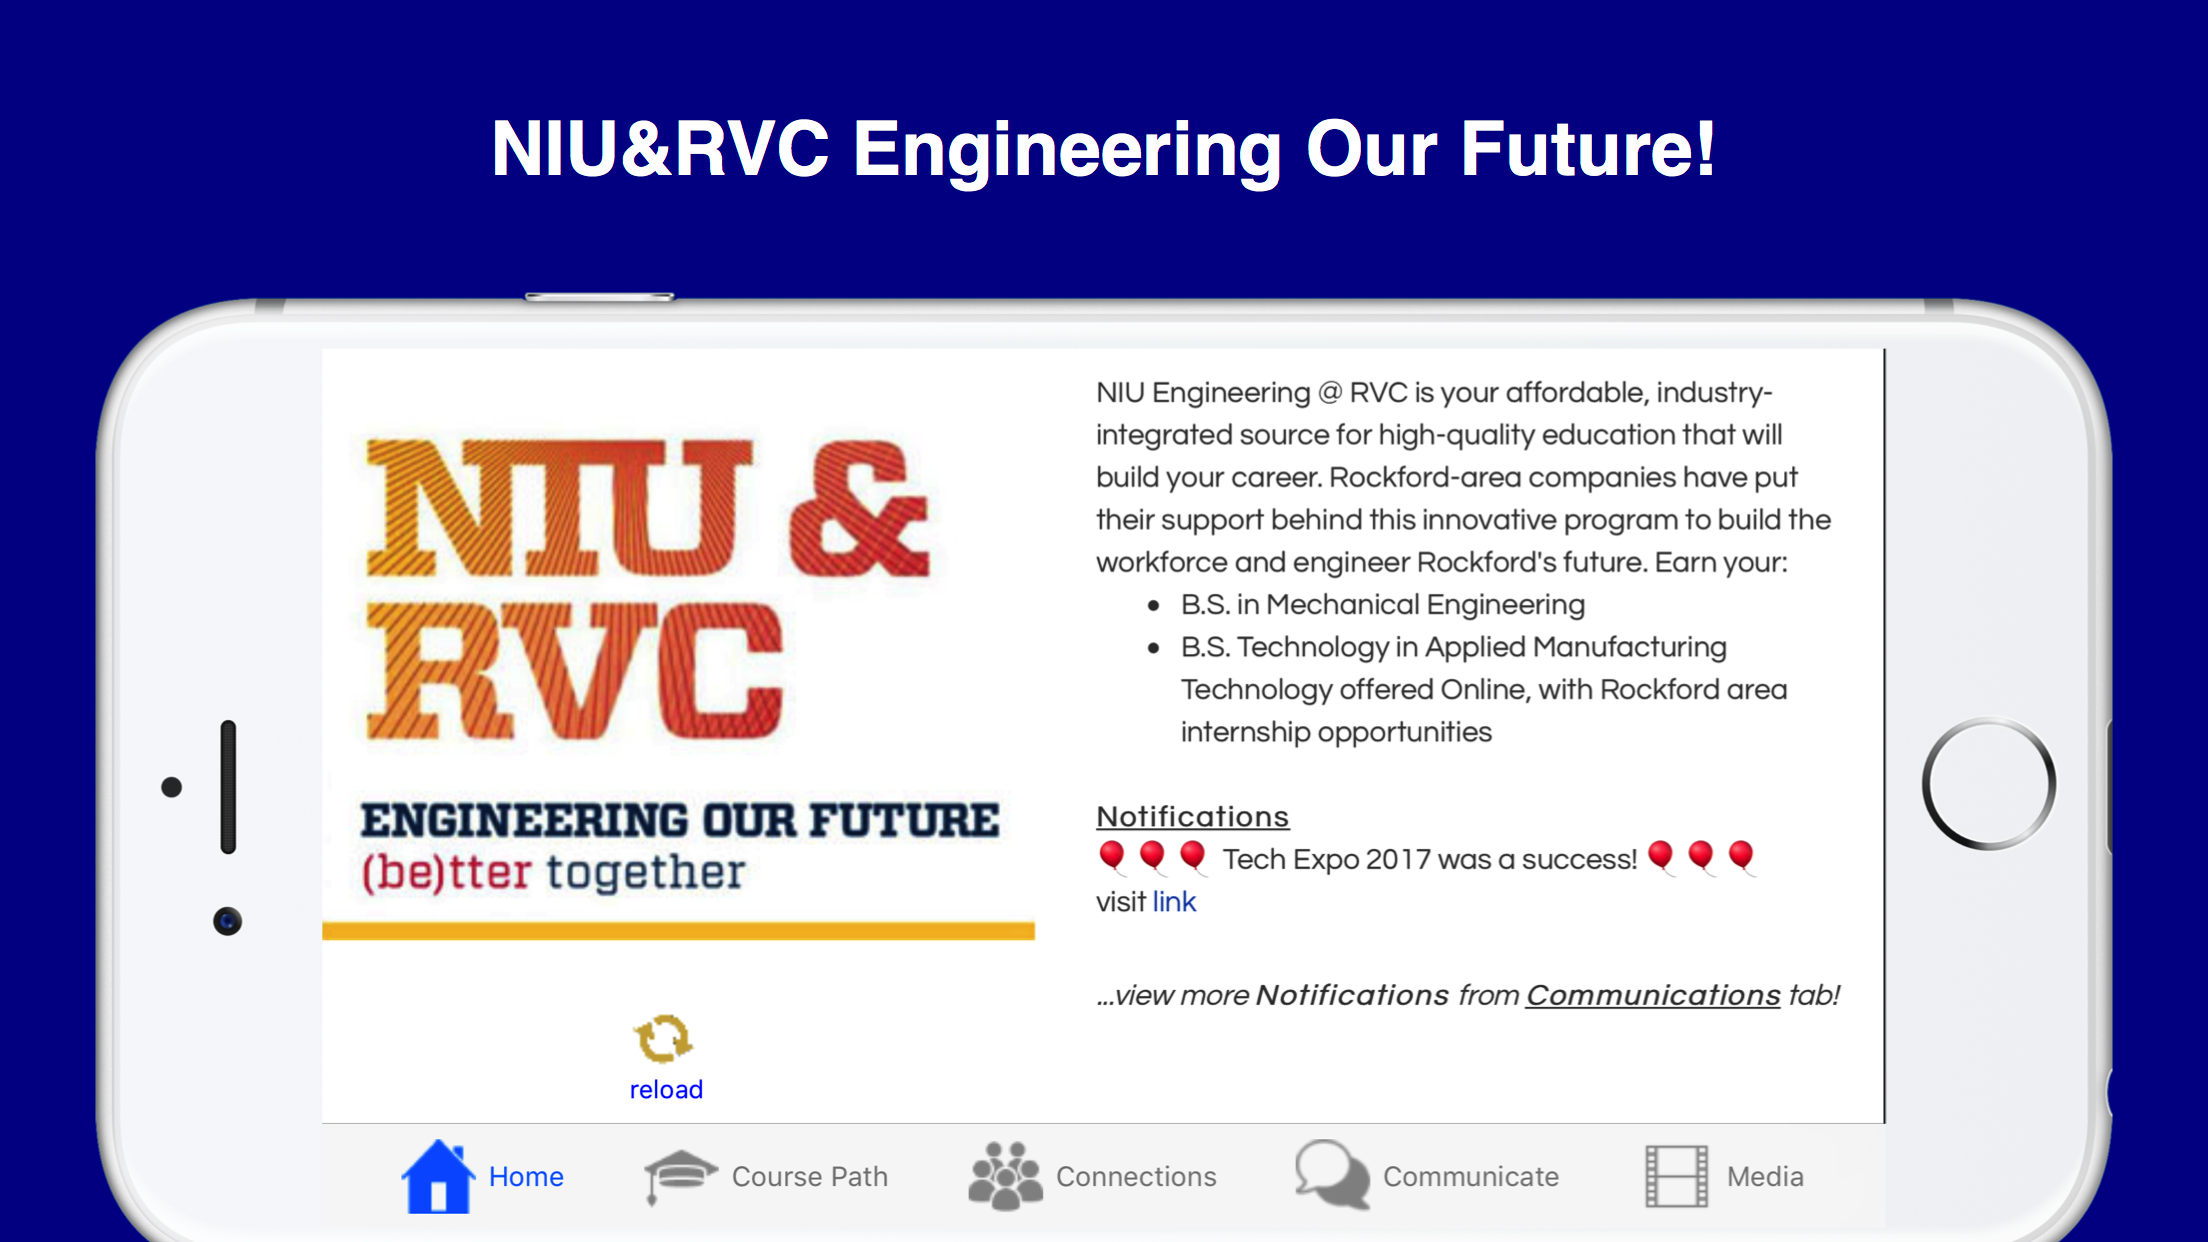 NIU&RVC Engineering Our Future!
NIU &
RVC
ENGINEERING OUR FUTURE
(be)tter together
reload
NIU Engineering @ RVC is your affordable, industry-
integrated source for high-quality education that will
build your career. Rockford-area companies have put
their support behind this innovative program to build the
workforce and engineer Rockford's future. Earn your:
• B.S. in Mechanical Engineering
• B.S. Technology in Applied Manufacturing
Technology offered Online, with Rockford area
internship opportunities
Notifications
🎈🎈🎈 Tech Expo 2017 was a success! 🎈🎈🎈
visit link
...view more Notifications from Communications tab!
Home Course Path Connections Communicate Media